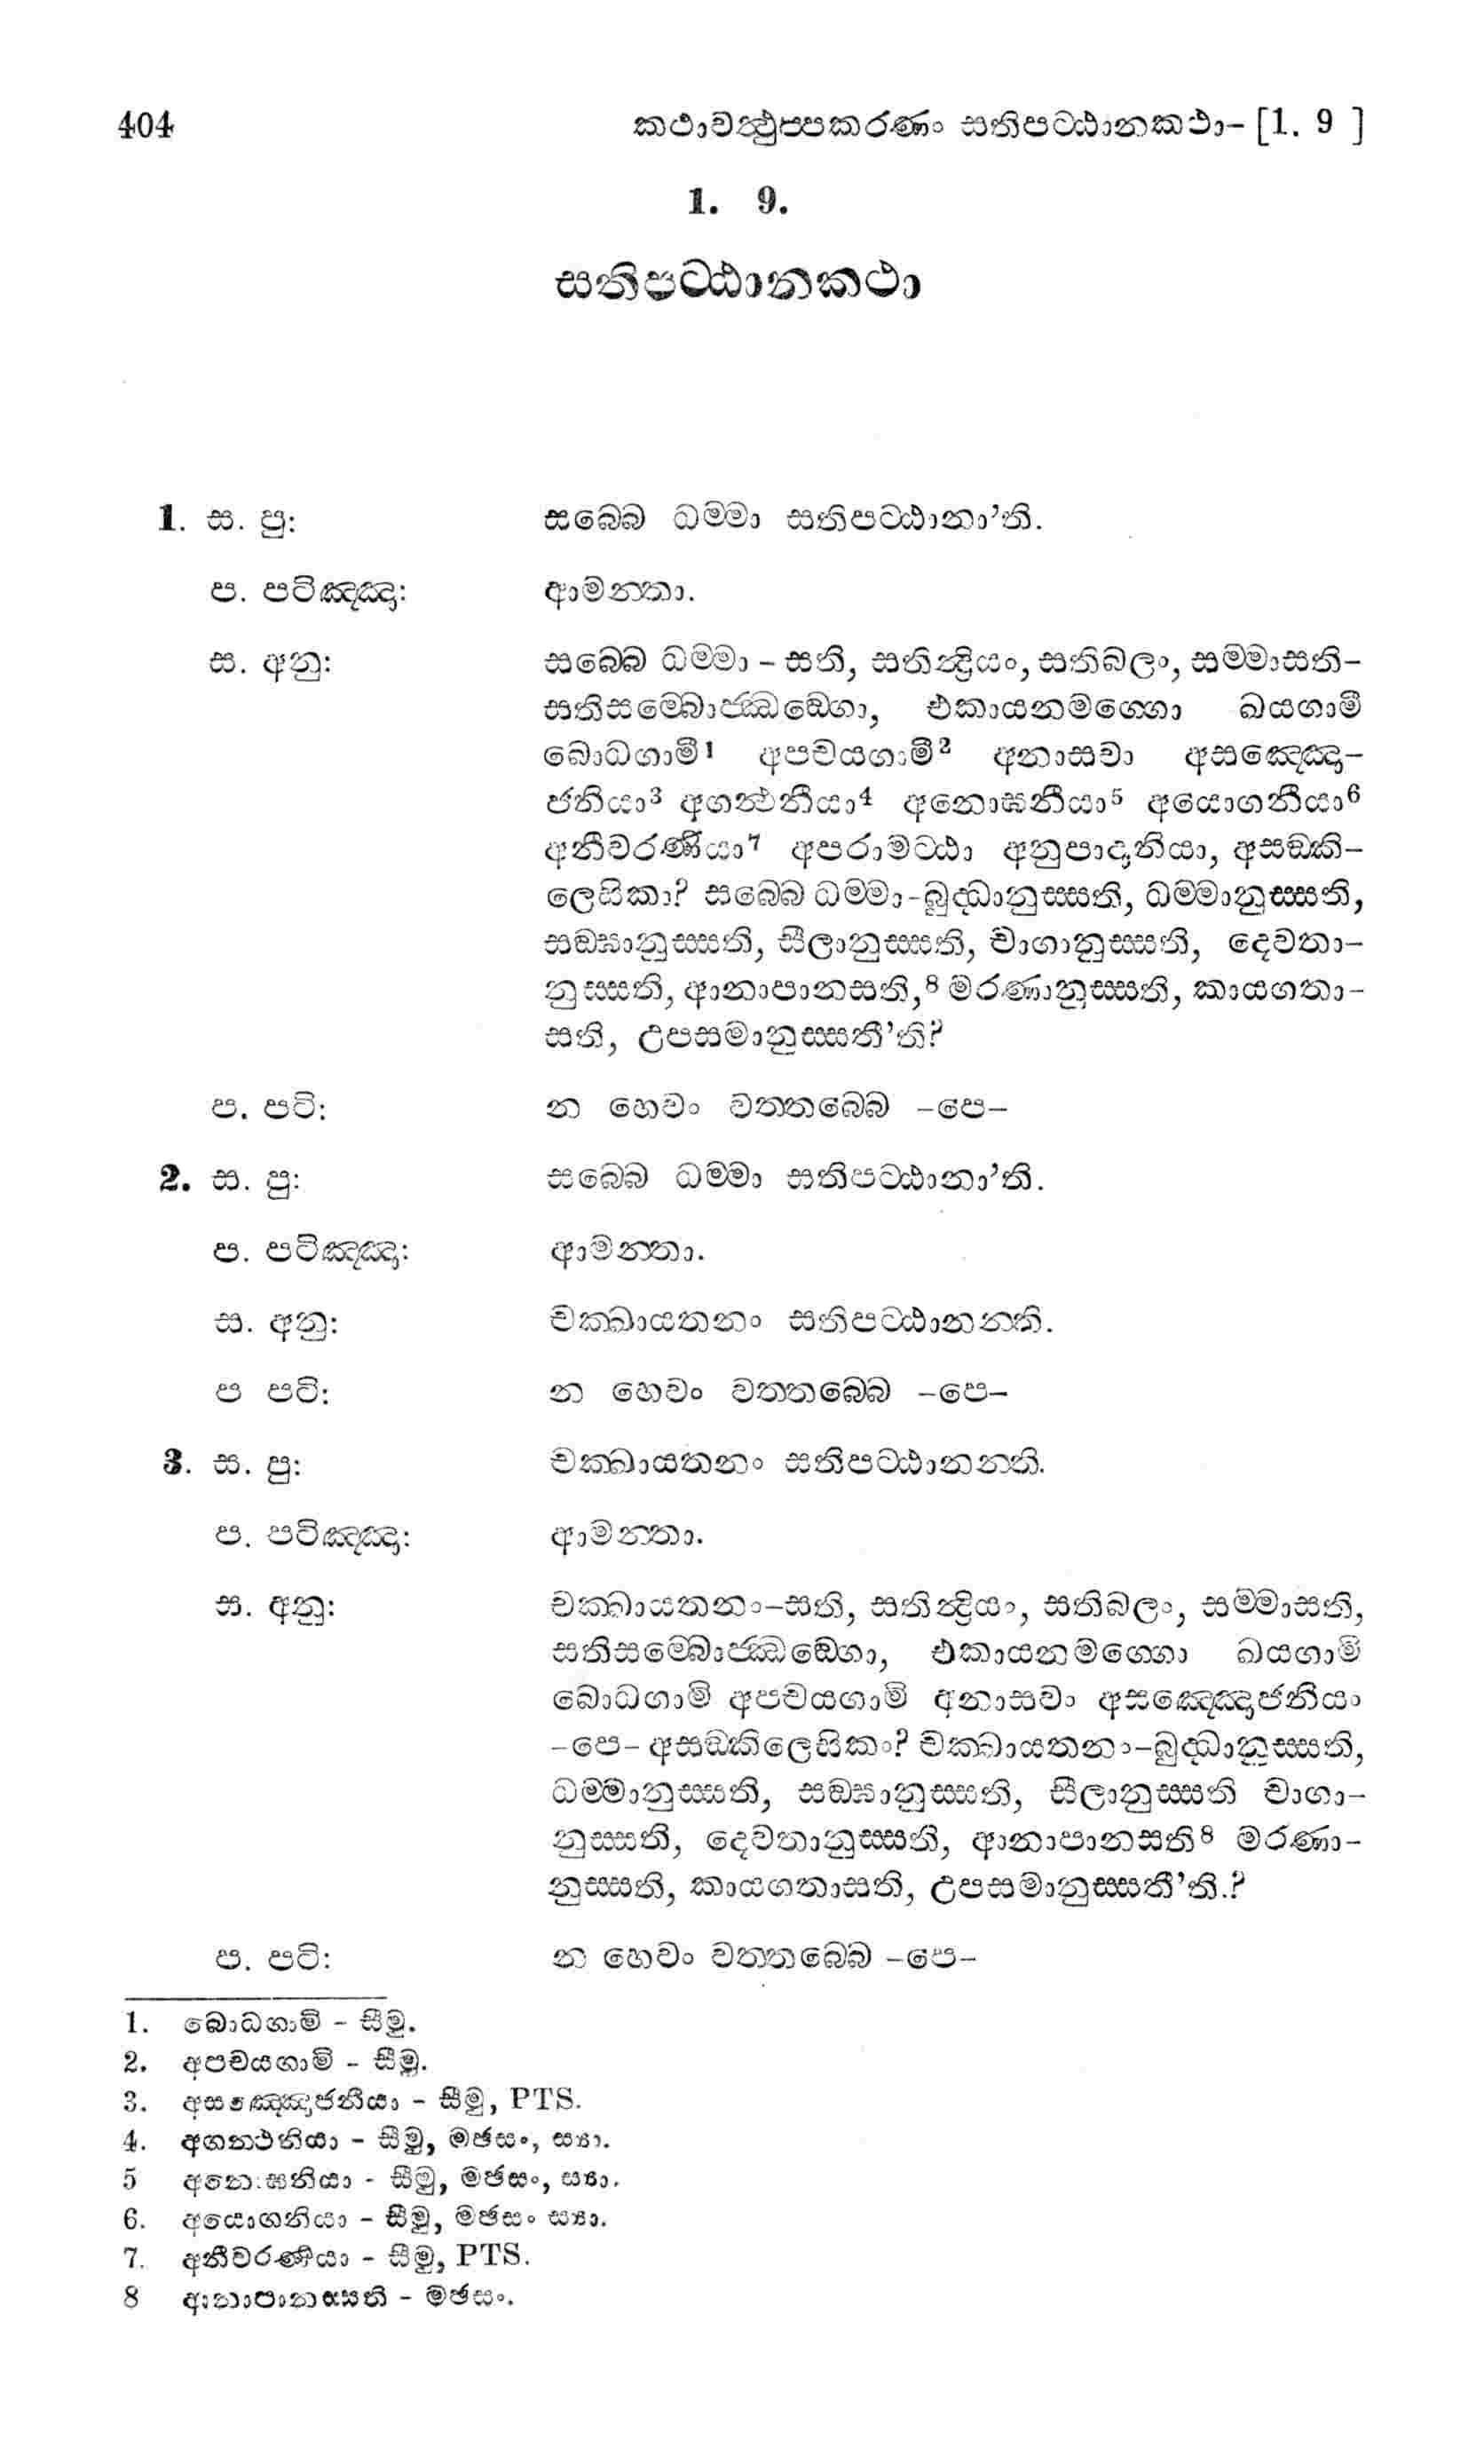 404 කථාවත්‍ථුප්පකරණං සතිපට්ඨානකථා–[1. 9 ]
1. 9.
සතිපට්ඨානකථා
1. ස. පු: සබ්බෙ ධම්මා සතිපට්ඨානා’ති.
ප. පටිඤ්ඤා: ආමන්තා.
ස. අනු: සබ්බෙ ධම්මා – සති, සතින්‍ද්‍රියං, සතිබලං, සම්මාසති–
සතිසම්බොජ්ඣඞ්ගො, එකායනමග්ගො ඛයගාමී
බොධගාමී1 අපචයගාමී2 අනාසවා අසඤ්ඤො–
ජනියා3 අගන්‍ථනීයා4 අනොඝනීයා5 අයොගනීයා6
අනීවරණියා7 අපරාමට්ඨා අනුපාදානියා, අසඞ්කි–
ලෙසිකා? සබ්බෙ ධම්මා-බුද්ධානුස්සති, ධම්මානුස්සති,
සඞ්ඝානුස්සති, සීලානුස්සති, චාගානුස්සති, දෙවතා–
නුස්සති, ආනාපානසති,8 මරණානුස්සති, කායගතා–
සති, උපසමානුස්සතී’ති?
ප. පටි: න හෙවං වත්තබ්බෙ –පෙ–
2. ස. පු: සබ්බෙ ධම්මා සතිපට්ඨානා’ති.
ප. පටිඤ්ඤා: ආමන්තා.
ස. අනු: චක්ඛායතනං සතිපට්ඨානන්ති.
ප පටි: න හෙවං වත්තබ්බෙ –පෙ–
3. ස. පු: චක්ඛායතනං සතිපට්ඨානන්ති.
ප. පටිඤ්ඤා: ආමන්තා.
ස. අනු: චක්ඛායතනං–සති, සතින්‍ද්‍රියං, සතිබලං, සම්මාසති,
සතිසම්බොජ්ඣඞ්ගො, එකායනමග්ගො ඛයගාමි
බොධගාමි අපචයගාමි අනාසවං අසඤ්ඤොජනීයං
–පෙ– අසඞ්කිලෙසිකං? චක්ඛායතනං–බුද්ධානුස්සති,
ධම්මානුස්සති, සඞ්ඝානුස්සති, සීලානුස්සති චාගා–
නුස්සති, දෙවතානුස්සති, ආනාපානසති8 මරණා–
නුස්සති, කායගතාසති, උපසමානුස්සතී’ති.?
ප. පටි: න හෙවං වත්තබ්බෙ –පෙ–
1. බොධගාමි – සීමු.
2. අපචයගාමි – සීමු.
3. අසඤ්ඤොජනීයා – සීමු, PTS.
4. අගන්ථනියා – සීමු, මඡසං, ස්‍යා.
5 අනොඝනියා - සීමු, මඡසං, ස්‍යා.
6. අයොගනියා – සීමු, මඡසං ස්‍යා.
7. අනීවරණීයා – සීමු, PTS.
8 ආනාපානස්සති – මඡසං.